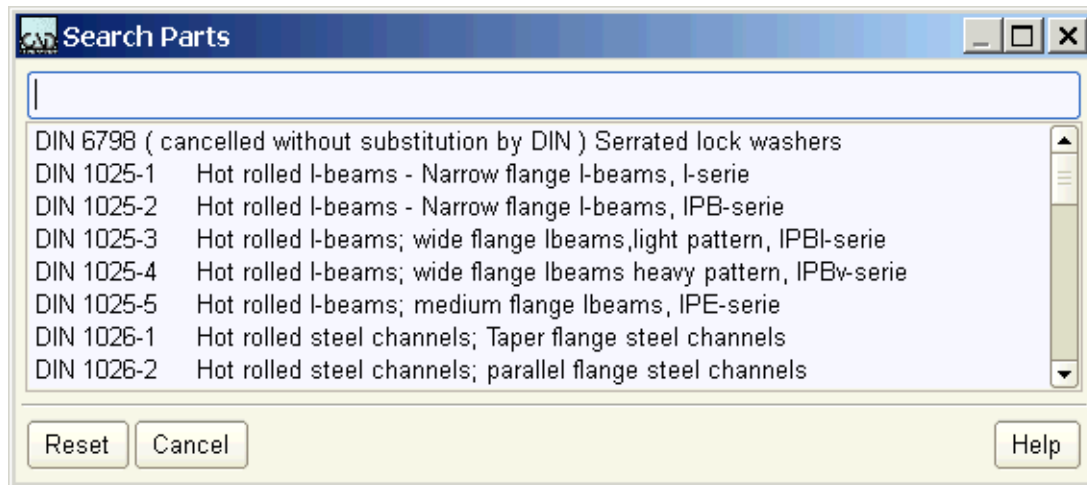 CAD Search Parts
DIN 6798 ( cancelled without substitution by DIN ) Serrated lock washers
DIN 1025-1 Hot rolled I-beams - Narrow flange I-beams, I-serie
DIN 1025-2 Hot rolled I-beams - Narrow flange I-beams, IPB-serie
DIN 1025-3 Hot rolled I-beams; wide flange Ibeams,light pattern, IPBl-serie
DIN 1025-4 Hot rolled I-beams; wide flange Ibeams heavy pattern, IPBv-serie
DIN 1025-5 Hot rolled I-beams; medium flange Ibeams, IPE-serie
DIN 1026-1 Hot rolled steel channels; Taper flange steel channels
DIN 1026-2 Hot rolled steel channels; parallel flange steel channels
Reset Cancel Help